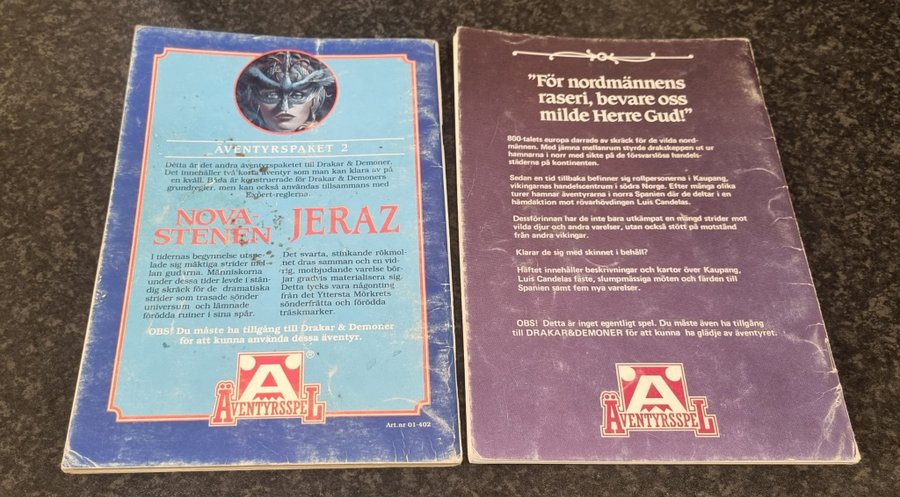 ÄVENTYRSPAKET 2
Detta är det andra äventyrspaketet till Drakar & Demoner.
Det innehåller två korta äventyr som man kan klara av på
en kväll. Båda är konstruerade för Drakar & Demoners
grundregler, men kan också användas tillsammans med
Expert-reglerna.
NOVA-
STENEN
I tidernas begynnelse utspe-
lade sig mäktiga strider mel-
lan gudarna. Människorna
under dessa tider levde i stän-
dig skräck för de dramatiska
strider som trasade sönder
universum och lämnade
förödda ruiner i sina spår.
JERAZ
Det svarta, stinkande rökmol-
net dras samman och en vid-
rig, motbjudande varelse bör-
jar gradvis materialisera sig.
Detta tycks vara någonting
från det Yttersta Mörkrets
sönderfrätta och förödda
träskmarker.
OBS! Du måste ha tillgång till Drakar & Demoner
för att kunna använda dessa äventyr.
Ä
ÄVENTYRSSPEL
®
Art.nr 01-402
"För nordmännens
raseri, bevare oss
milde Herre Gud!"
800-talets europa darrade av skräck för de vilda nord-
männen. Med jämna mellanrum styrde drakskeppen ut ur
hamnarna i norr med sikte på de försvarslösa handels-
städerna på kontinenten.
Sedan en tid tillbaka befinner sig rollpersonerna i Kaupang,
vikingarnas handelscentrum i södra Norge. Efter många olika
turer hamnar äventyrarna i norra Spanien där de deltar i en
hämdaktion mot rövarhövdingen Luis Candelas.
Dessförinnan har de inte bara utkämpat en mängd strider mot
vilda djur och andra varelser, utan också stött på motstånd
från andra vikingar.
Klarar de sig med skinnet i behåll?
Häftet innehåller beskrivningar och kartor över Kaupang,
Luis Candelas fäste, slumpmässiga möten och färden till
Spanien samt fem nya varelser.
OBS! Detta är inget egentligt spel. Du måste även ha tillgång
till DRAKAR&DEMONER för att kunna ha glädje av äventyret.
Ä
ÄVENTYRSSPEL